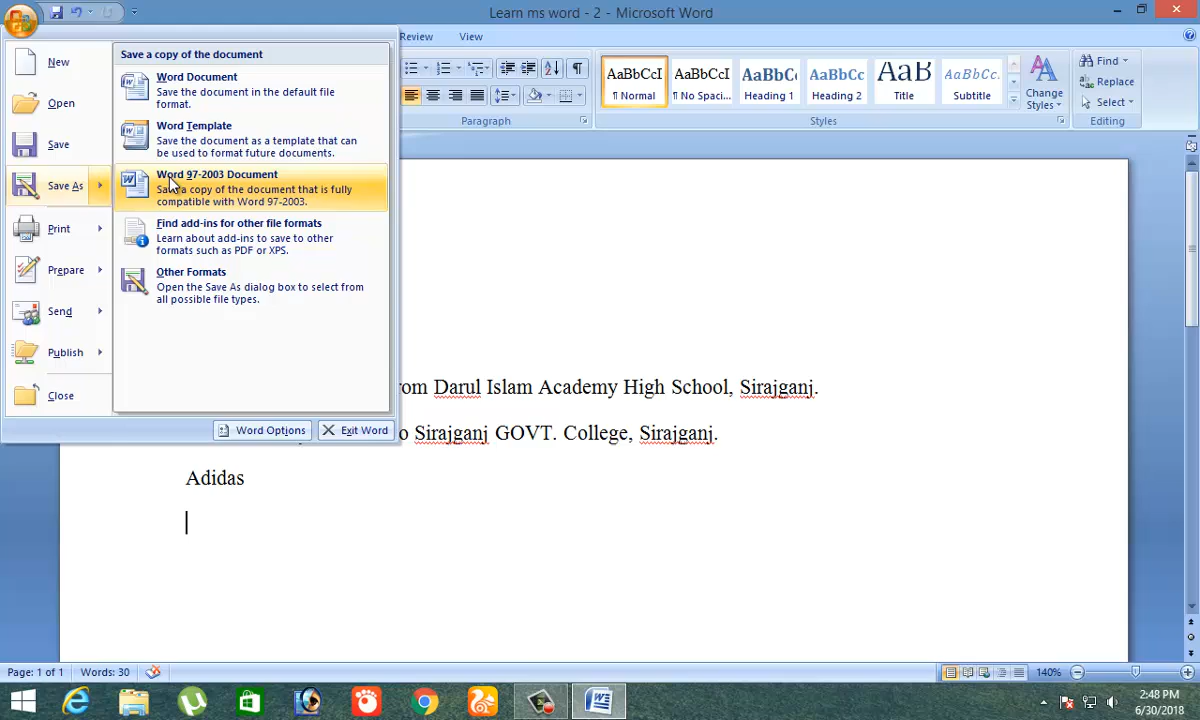 Learn ms word - 2 - Microsoft Word
Review View
New
Open
Save
Save As
Print
Prepare
Send
Publish
Close
Save a copy of the document
Word Document
Save the document in the default file
format.
Word Template
Save the document as a template that can
be used to format future documents.
Word 97-2003 Document
Save a copy of the document that is fully
compatible with Word 97-2003.
Find add-ins for other file formats
Learn about add-ins to save to other
formats such as PDF or XPS.
Other Formats
Open the Save As dialog box to select from
all possible file types.
Word Options Exit Word
AaBbCcI AaBbCcI AaBbCc AaBbCc AaB AaBbCc.
¶ Normal ¶ No Spaci... Heading 1 Heading 2 Title Subtitle
Change
Styles
Find
Replace
Select
Paragraph Styles Editing
rom Darul Islam Academy High School, Sirajganj.
o Sirajganj GOVT. College, Sirajganj.
Adidas
Page: 1 of 1 Words: 30 140%
2:48 PM
6/30/2018